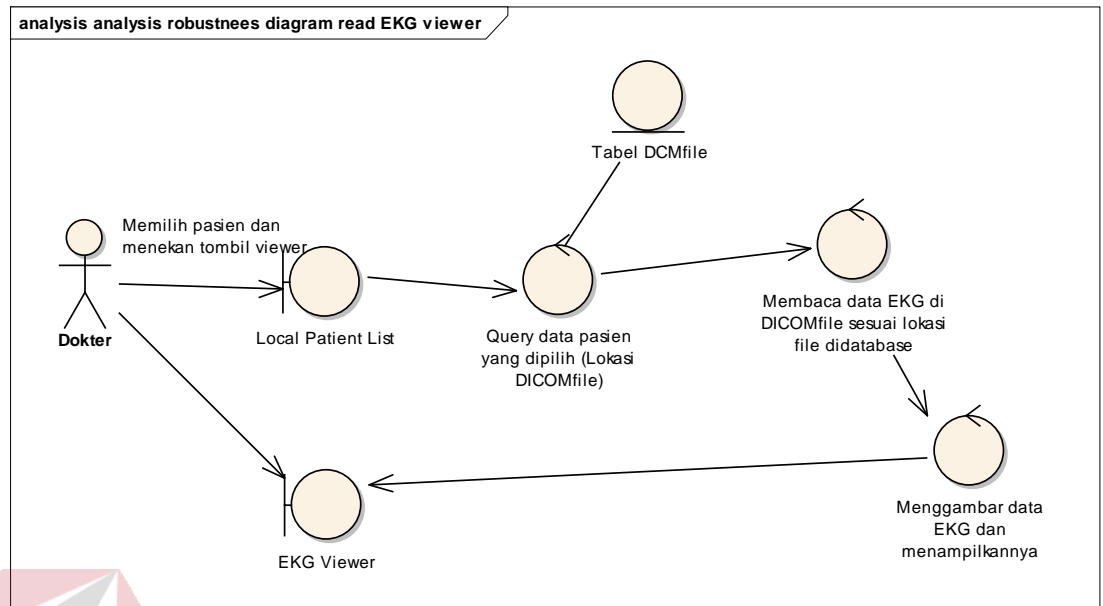 analysis analysis robustnees diagram read EKG viewer
Tabel DCMfile
Memilih pasien dan
menekan tombil viewer
Dokter
Local Patient List
Query data pasien
yang dipilih (Lokasi
DICOMfile)
Membaca data EKG di
DICOMfile sesuai lokasi
file didatabase
EKG Viewer
Menggambar data
EKG dan
menampilkannya